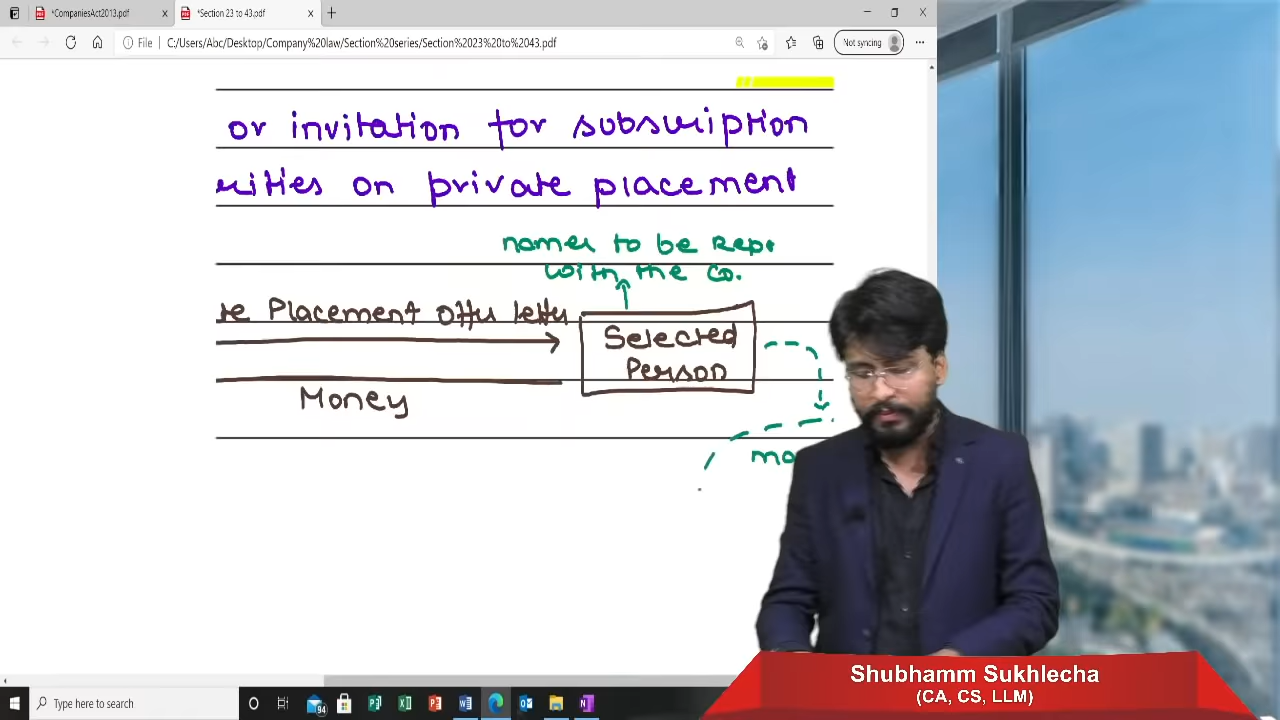 *CompaniesAct2013.pdf
*Section 23 to 43.pdf
File
C:/Users/Abc/Desktop/Company%20law/Section%20series/Section%2023%20to%2043.pdf
Not syncing
or invitation for subscription
on private placement
names to be Rep
with the co.
Placement offer letter
Selected
Person
Money
Shubhamm Sukhlecha
(CA, CS, LLM)
Type here to search
94